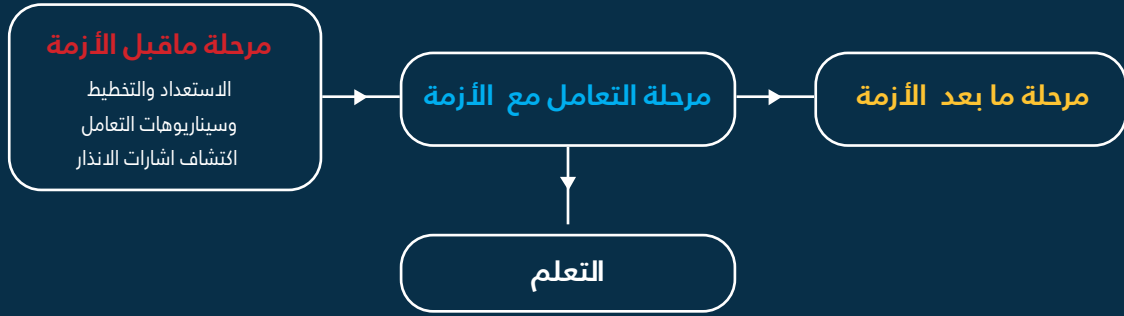 مرحلة ماقبل الأزمة
الاستعداد والتخطيط
وسيناريوهات التعامل
اكتشاف اشارات الانذار
مرحلة التعامل مع الأزمة
مرحلة ما بعد الأزمة
التعلم